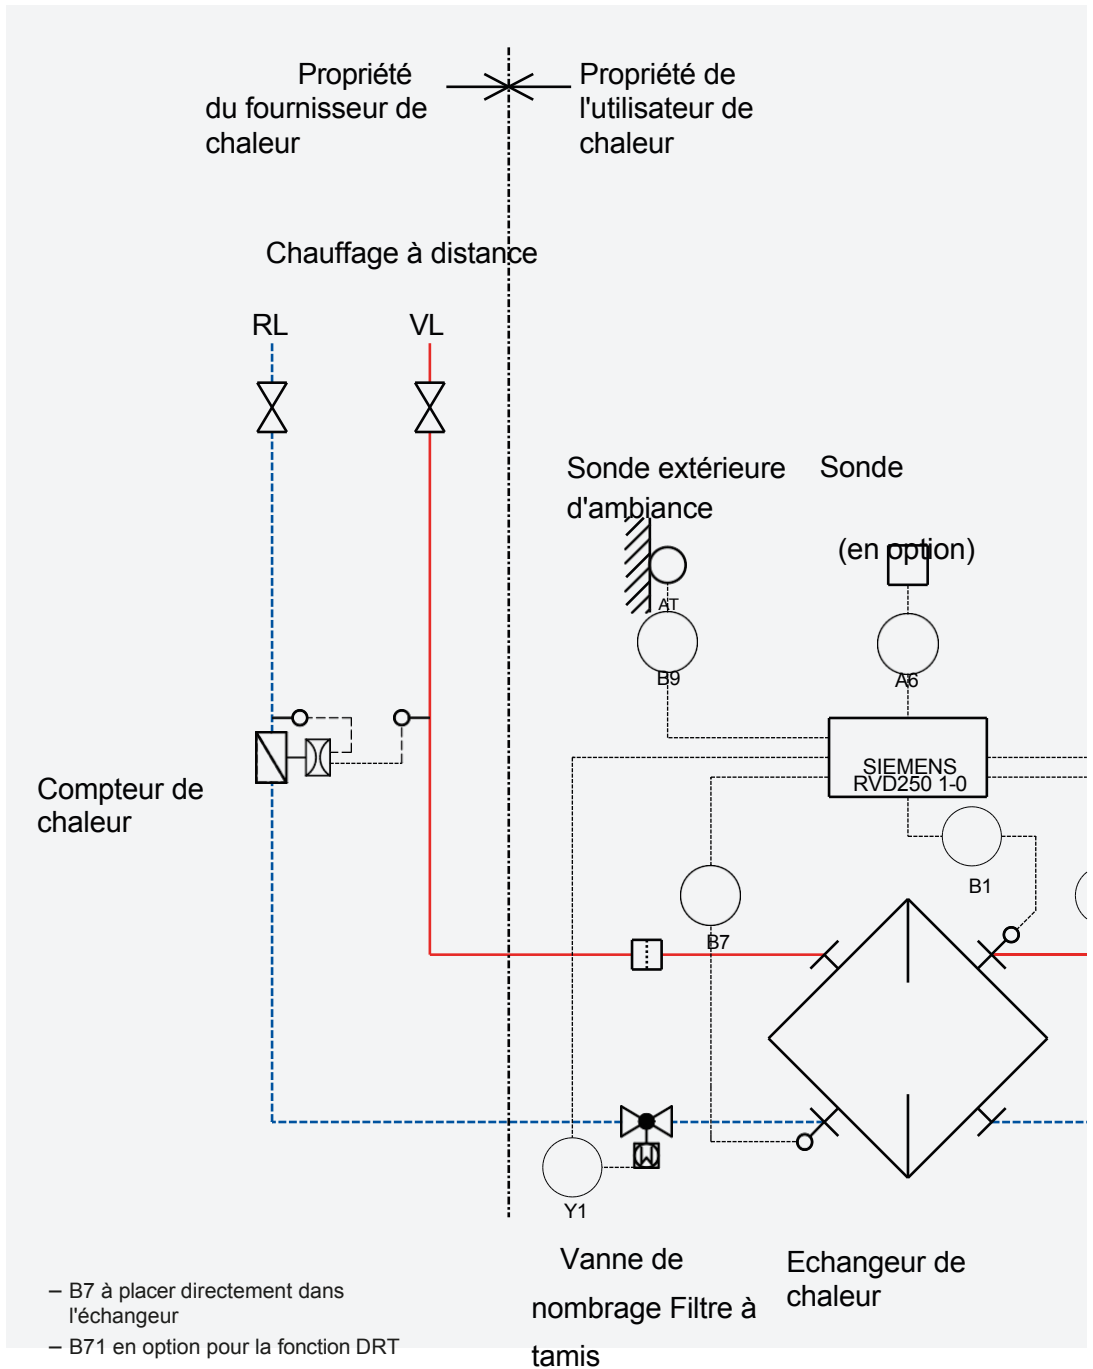 Propriété
du fournisseur de
chaleur
Propriété de
l'utilisateur de
chaleur
Chauffage à distance
RL
VL
Sonde extérieure
d'ambiance
Sonde
(en option)
AT
B9
A6
SIEMENS
RVD250 1-0
Compteur de
chaleur
B1
B7
Y1
Vanne de
nombrage Filtre à
tamis
Echangeur de
chaleur
– B7 à placer directement dans
l'échangeur
– B71 en option pour la fonction DRT